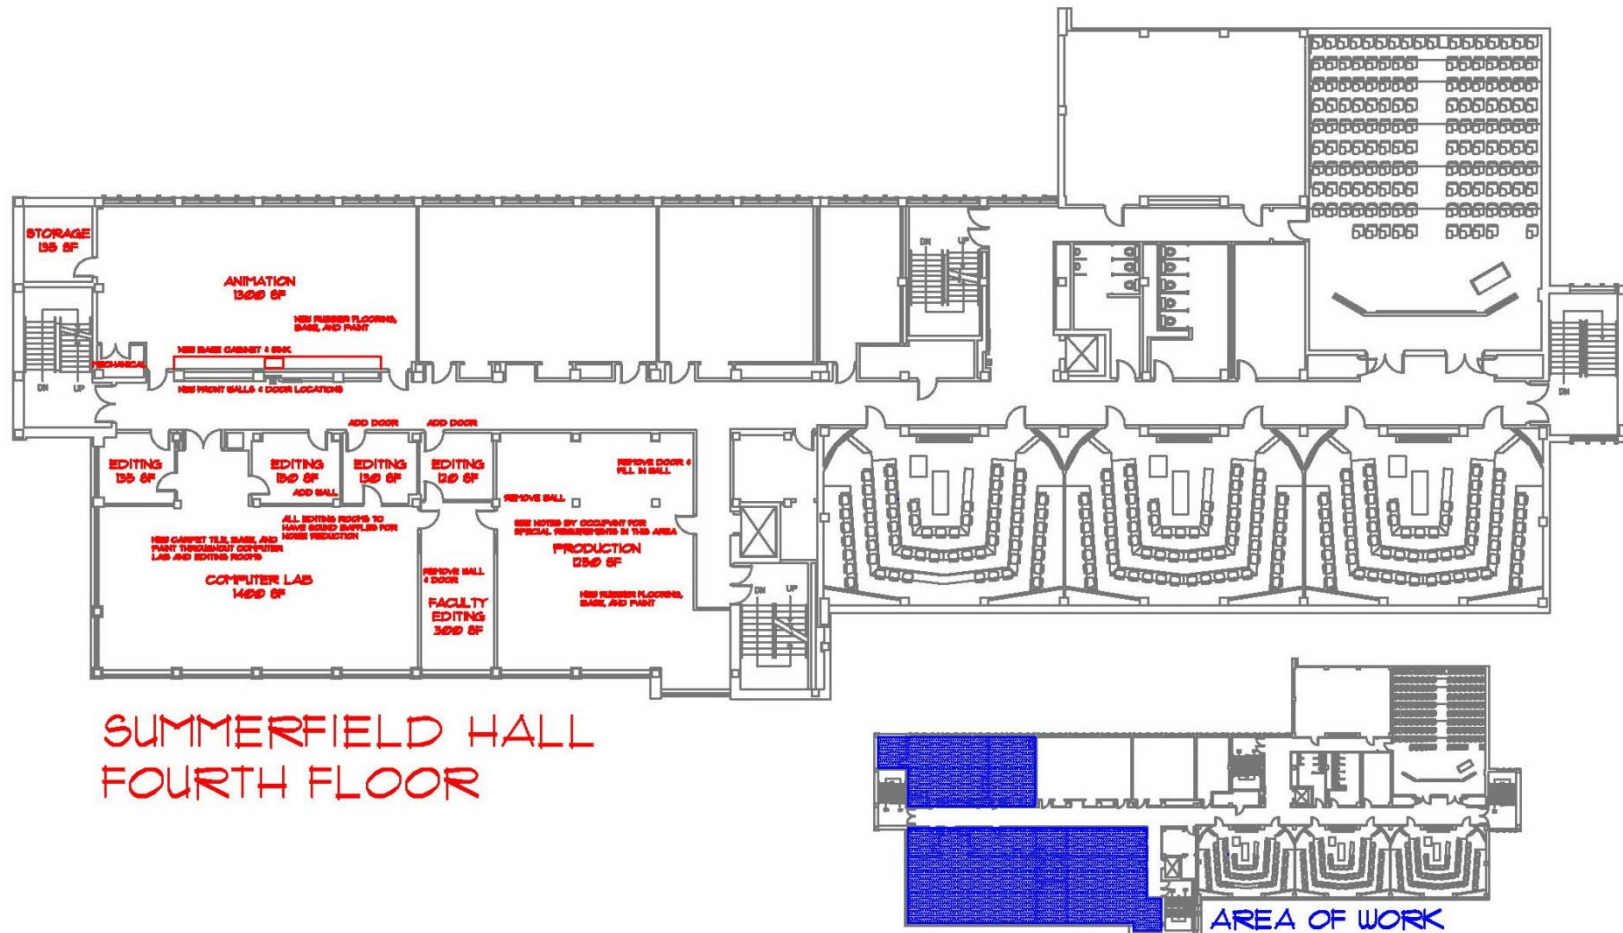 STORAGE
135 SF
ANIMATION
1300 SF
NEW RUBBER FLOORING,
BASE, AND PAINT
NEW BASE CABINET & SINK
MECHANICAL
NEW FRONT WALLS & DOOR LOCATIONS
DN
UP
DN
UP
DN
ADD DOOR
ADD DOOR
EDITING
135 SF
EDITING
150 SF
ADD WALL
EDITING
130 SF
EDITING
120 SF
REMOVE DOOR &
FILL IN WALL
REMOVE WALL
ALL EDITING ROOMS TO
HAVE SOUND BAFFLES FOR
NOISE REDUCTION
SEE NOTES BY OCCUPANT FOR
SPECIAL REQUIREMENTS IN THIS AREA
PRODUCTION
1250 SF
NEW CARPET TILE, BASE, AND
PAINT THROUGHOUT COMPUTER
LAB AND EDITING ROOMS
COMPUTER LAB
1400 SF
REMOVE WALL
& DOOR
FACULTY
EDITING
300 SF
NEW RUBBER FLOORING,
BASE, AND PAINT
DN
UP
SUMMERFIELD HALL
FOURTH FLOOR
AREA OF WORK